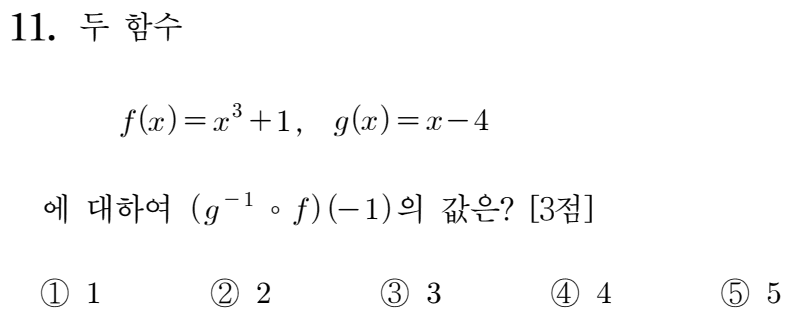 11. 두 함수
f(x)=x³+1, g(x)=x−4
에 대하여 (g⁻¹ ∘ f)(−1)의 값은? [3점]
① 1 ② 2 ③ 3 ④ 4 ⑤ 5